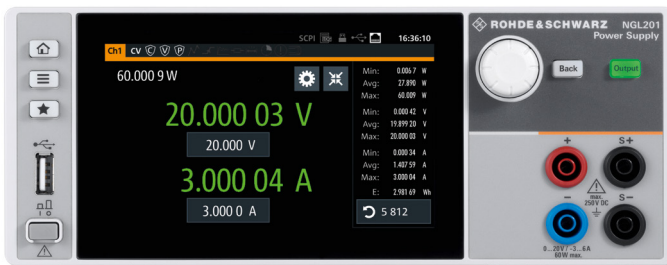 SCPI 16:36:10
Ch1 CV C V P
60.000 9 W
20.000 03 V
20.000 V
3.000 04 A
3.000 0 A
Min: 0.006 7 W
Avg: 27.890 W
Max: 60.009 W
Min: 0.000 42 V
Avg: 19.899 20 V
Max: 20.000 03 V
Min: 0.000 34 A
Avg: 1.407 59 A
Max: 3.000 04 A
E: 2.981 69 Wh
5 812
ROHDE & SCHWARZ NGL201
Power Supply
Back
Output
+ S+
max.
250V DC
- S-
0...20V / -3...6A
60W max.
I O